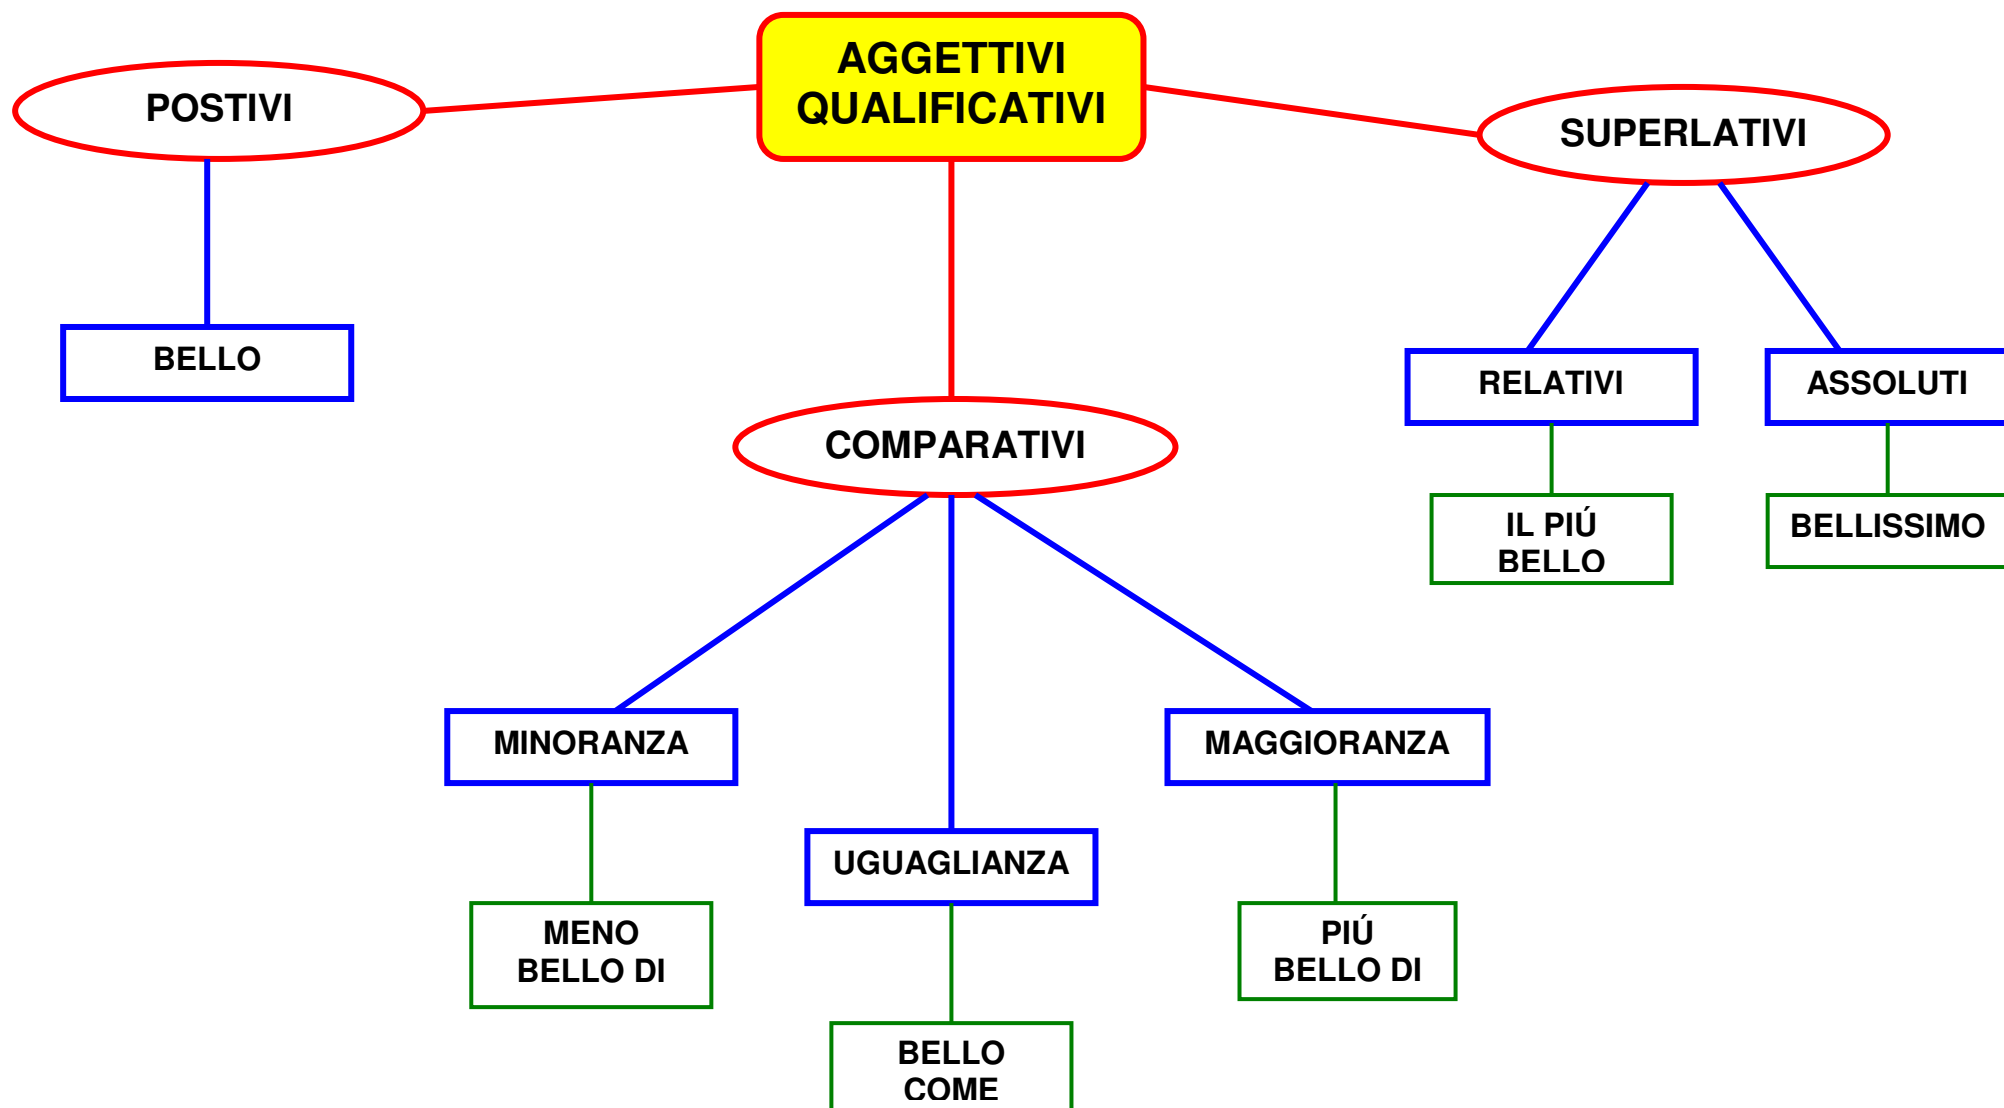 AGGETTIVI
QUALIFICATIVI
POSTIVI
SUPERLATIVI
BELLO
RELATIVI
ASSOLUTI
COMPARATIVI
IL PIÚ
BELLO
BELLISSIMO
MINORANZA
MAGGIORANZA
UGUAGLIANZA
MENO
BELLO DI
PIÚ
BELLO DI
BELLO
COME